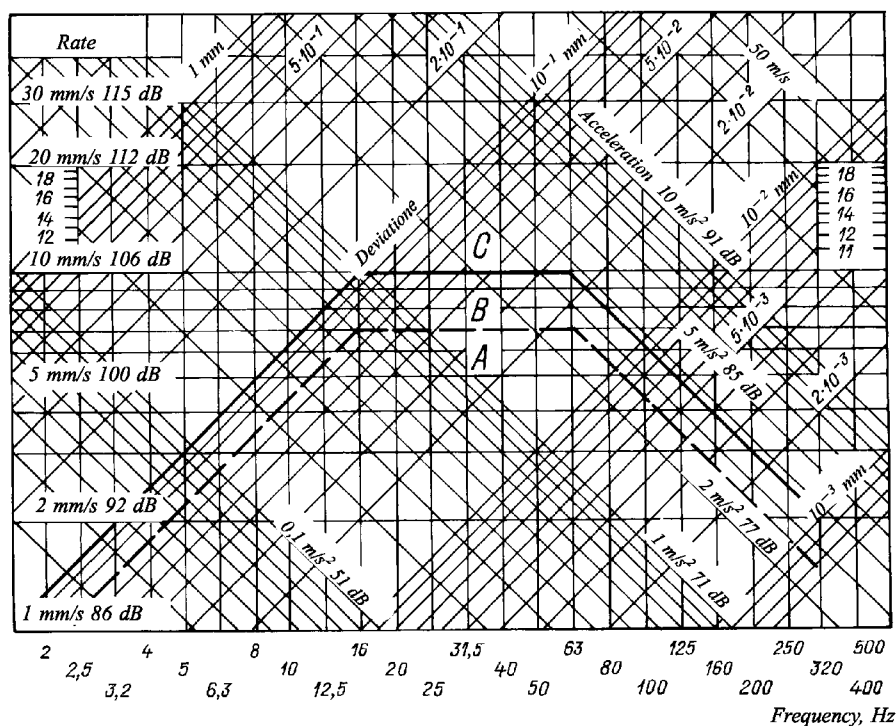 Rate
1 mm
5·10⁻¹
2·10⁻¹
10⁻¹ mm
5·10⁻²
50 m/s
2·10⁻²
30 mm/s 115 dB
20 mm/s 112 dB
Acceleration 10 m/s² 91 dB
18
16
14
12
18
16
14
12
11
10⁻² mm
Deviatione
C
10 mm/s 106 dB
B
A
5·10⁻³
5 m/s² 85 dB
5 mm/s 100 dB
2·10⁻³
2 mm/s 92 dB
0,1 m/s² 51 dB
2 m/s² 77 dB
10⁻³ mm
1 m/s² 71 dB
1 mm/s 86 dB
2 4 5 8 10 16 20 31,5 40 63 80 125 160 250 500
2,5 3,2 6,3 12,5 25 50 100 200 320 400
Frequency, Hz